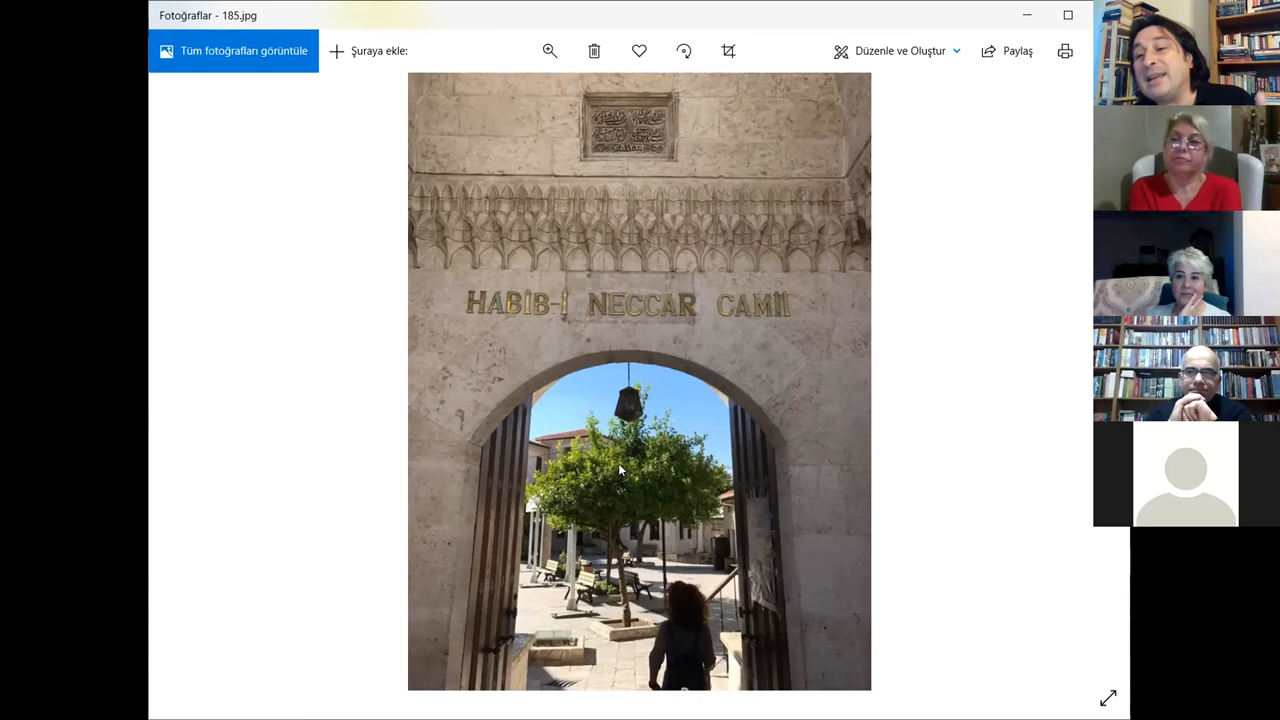 Fotoğraflar - 185.jpg
Tüm fotoğrafları görüntüle
Şuraya ekle:
Düzenle ve Oluştur
Paylaş
HABİB-İ NECCAR CAMİİ